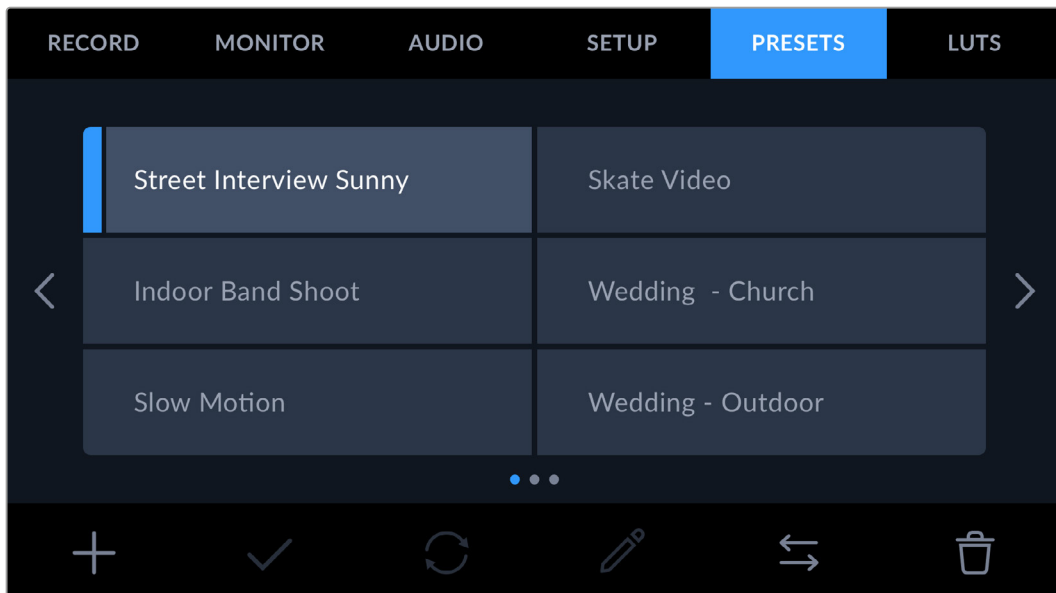 RECORD MONITOR AUDIO SETUP PRESETS LUTS
Street Interview Sunny
Skate Video
Indoor Band Shoot
Wedding  - Church
Slow Motion
Wedding - Outdoor